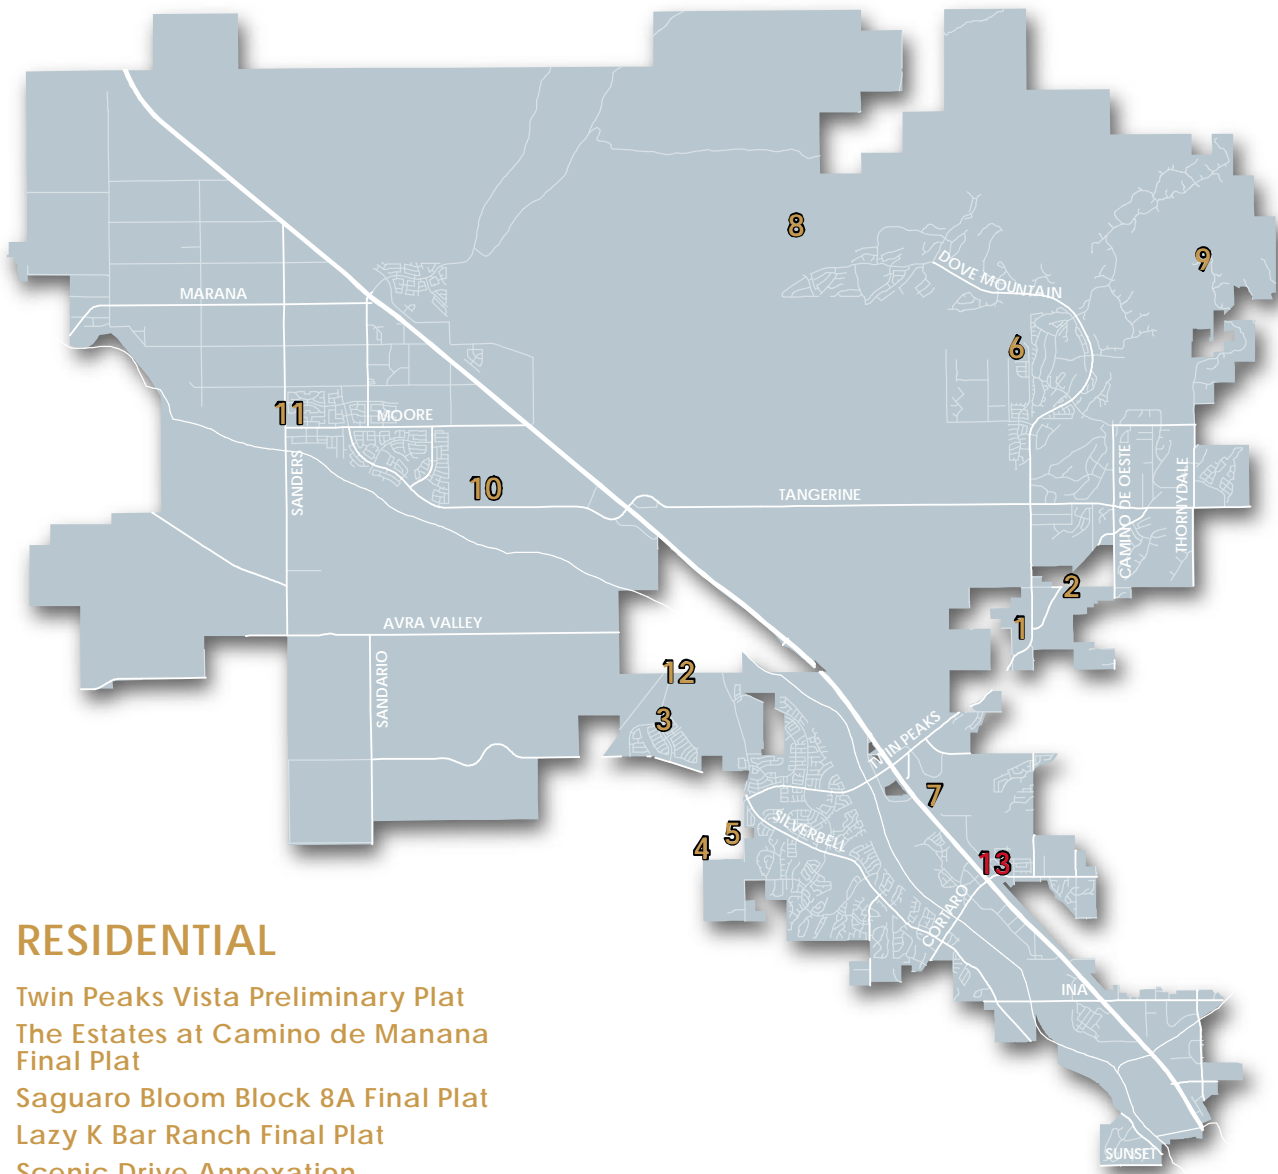 8
9
DOVE MOUNTAIN
MARANA
6
11
MOORE
SANDERS
10
TANGERINE
CAMINO DE OESTE
THORNYDALE
2
1
AVRA VALLEY
SANDARIO
12
3
TWIN PEAKS
7
SILVERBELL
5
4
13
CORTARO
INA
SUNSET
RESIDENTIAL
Twin Peaks Vista Preliminary Plat
The Estates at Camino de Manana
Final Plat
Saguaro Bloom Block 8A Final Plat
Lazy K Bar Ranch Final Plat
Scenic Drive Annexation